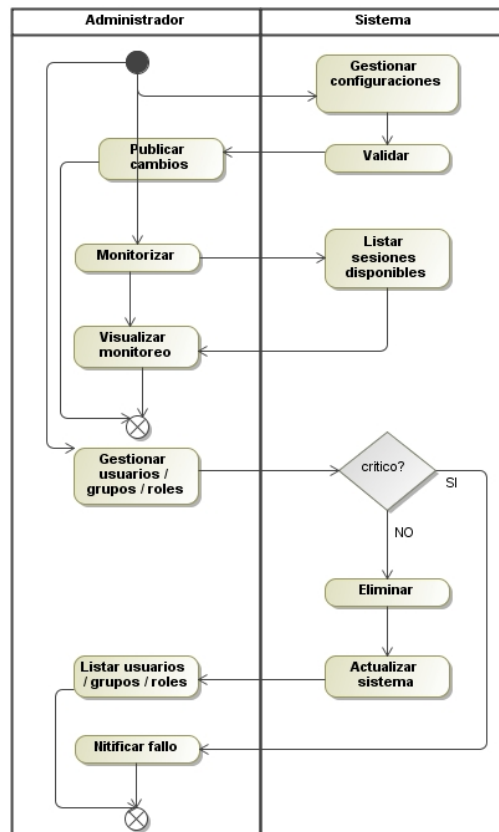 Administrador
Sistema
Gestionar
configuraciones
Publicar
cambios
Validar
Monitorizar
Listar
sesiones
disponibles
Visualizar
monitoreo
Gestionar
usuarios /
grupos / roles
critico?
SI
NO
Eliminar
Listar usuarios
/ grupos / roles
Actualizar
sistema
Nitificar fallo